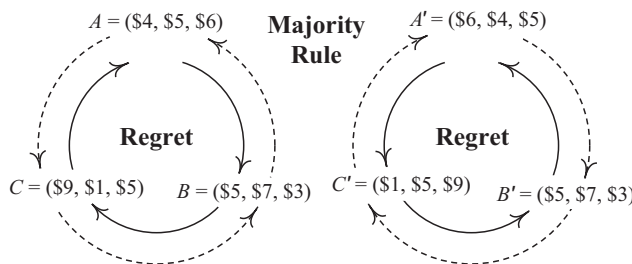 A = ($4, $5, $6)
Majority
Rule
A′ = ($6, $4, $5)
Regret
Regret
C = ($9, $1, $5)
B = ($5, $7, $3)
C′ = ($1, $5, $9)
B′ = ($5, $7, $3)